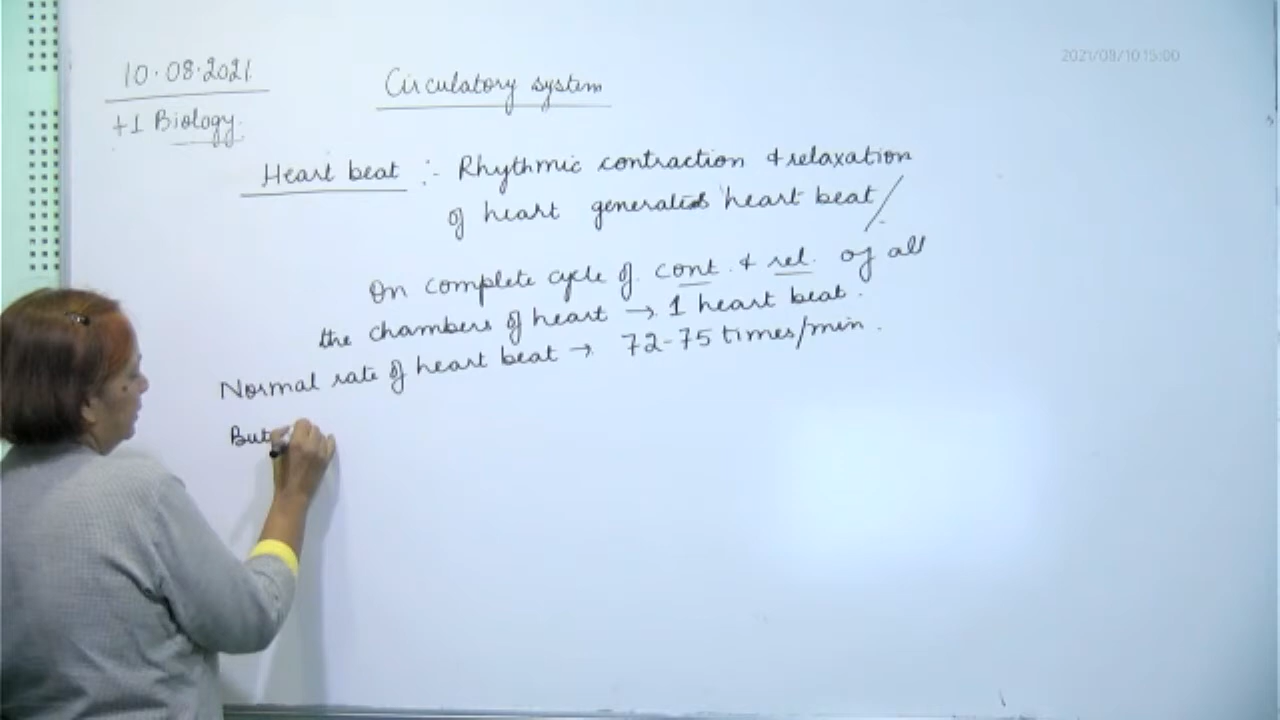 2021/08/10 15:00
10.08.2021.
Circulatory system
+1 Biology.
Heart beat :- Rhythmic contraction & relaxation
of heart generates heart beat/
On complete cycle of cont. & rel. of all
the chambers of heart → 1 heart beat.
Normal rate of heart beat → 72-75 times/min.
But